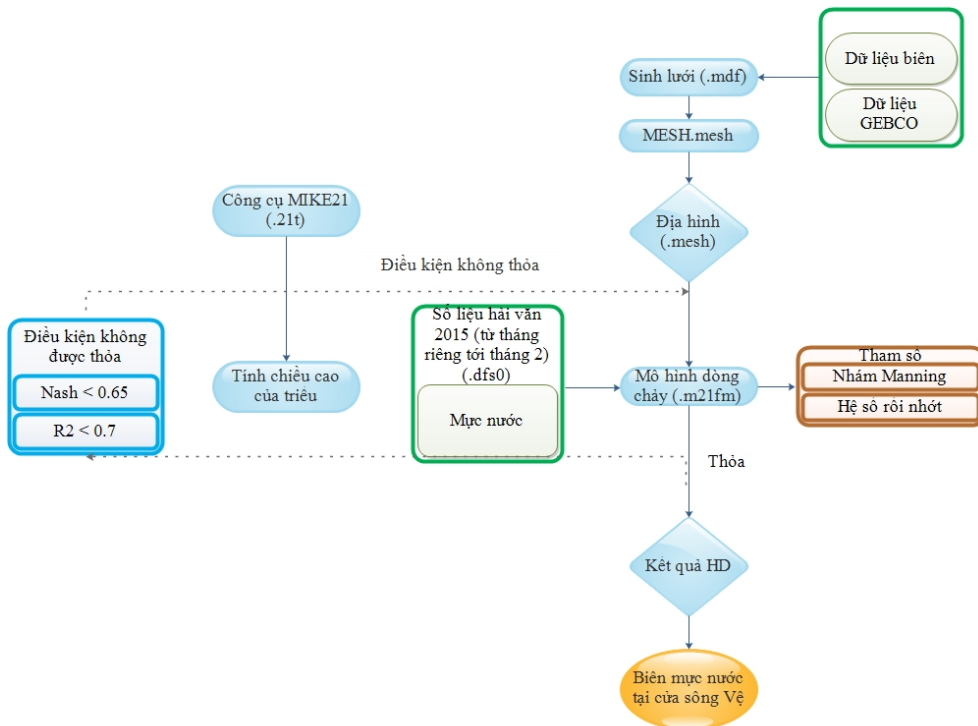 Dữ liệu biên
Sinh lưới (.mdf)
Dữ liệu
GEBCO
MESH.mesh
Công cụ MIKE21
(.21t)
Địa hình
(.mesh)
Điều kiện không thỏa
Số liệu hải văn
2015 (từ tháng
riêng tới tháng 2)
(.dfs0)
Mực nước
Điều kiện không
được thỏa
Nash < 0.65
R2 < 0.7
Tính chiều cao
của triều
Mô hình dòng
chảy (.m21fm)
Tham số
Nhám Manning
Hệ số rối nhớt
Thỏa
Kết quả HD
Biên mực nước
tại cửa sông Vệ